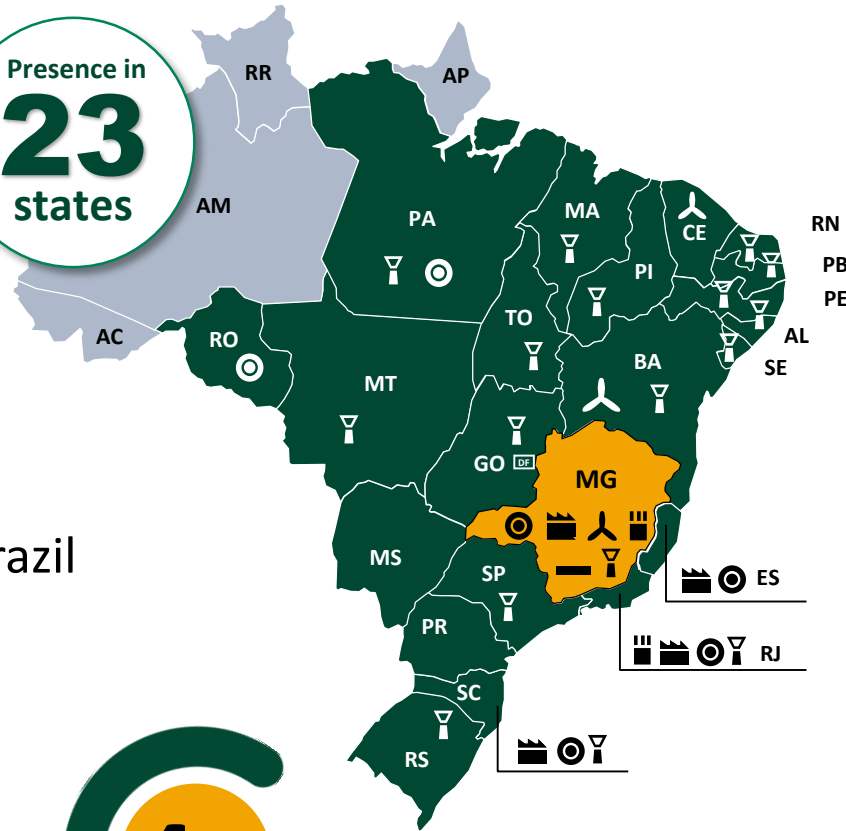 Presence in
23
states
RR
AP
AM
PA
MA
CE
RN
PI
PB
PE
TO
AC
RO
AL
SE
BA
MT
GO
DF
MG
MS
SP
ES
PR
RJ
SC
RS
razil